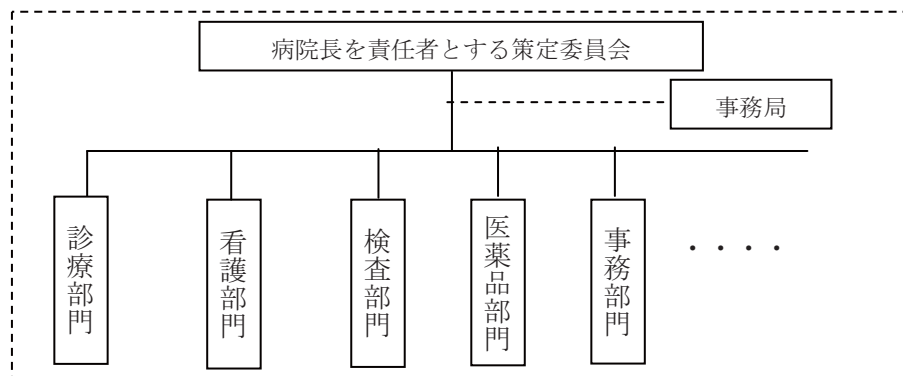 病院長を責任者とする策定委員会
事務局
診療部門
看護部門
検査部門
医薬品部門
事務部門
・・・・